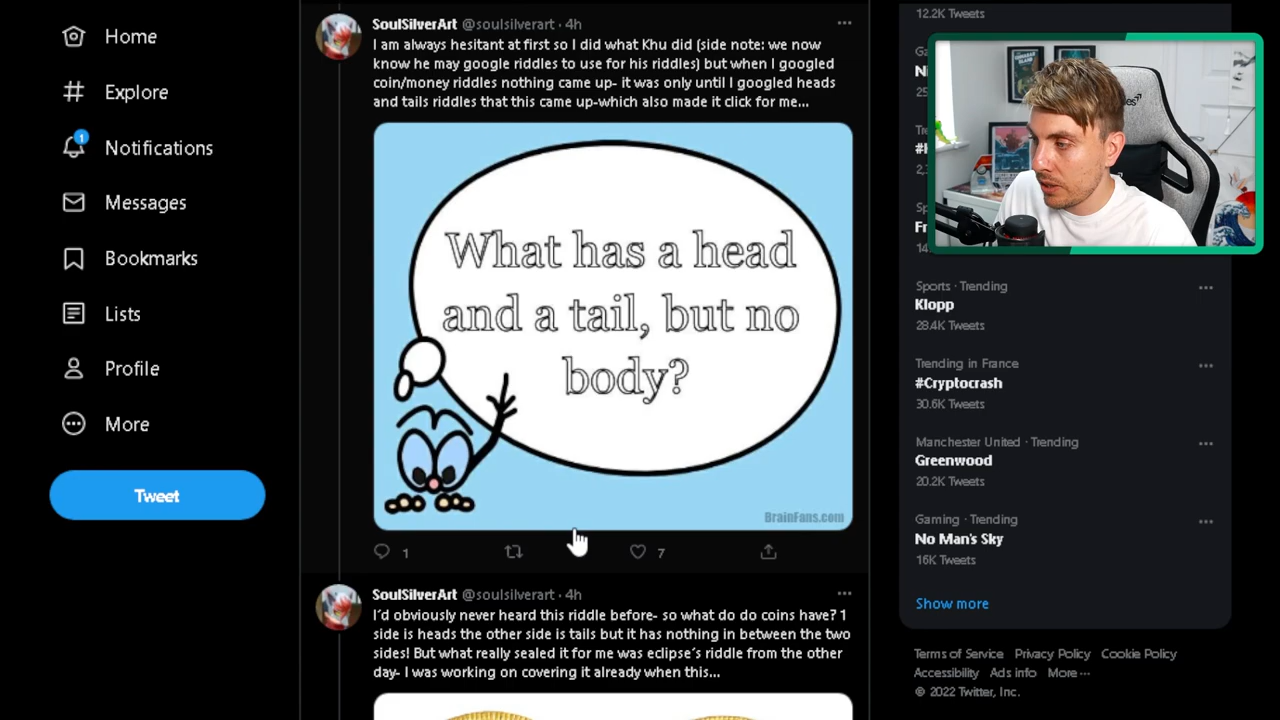 Home
Explore
1
Notifications
Messages
Bookmarks
Lists
Profile
More
Tweet
SoulSilverArt @soulsilverart · 4h
I am always hesitant at first so I did what Khu did (side note: we now
know he may google riddles to use for his riddles) but when I googled
coin/money riddles nothing came up- it was only until I googled heads
and tails riddles that this came up-which also made it click for me...
What has a head
and a tail, but no
body?
BrainFans.com
1
7
SoulSilverArt @soulsilverart · 4h
I'd obviously never heard this riddle before- so what do do coins have? 1
side is heads the other side is tails but it has nothing in between the two
sides! But what really sealed it for me was eclipse's riddle from the other
day- I was working on covering it already when this...
12.2K Tweets
Sports · Trending
Klopp
28.4K Tweets
Trending in France
#Cryptocrash
30.6K Tweets
Manchester United · Trending
Greenwood
20.2K Tweets
Gaming · Trending
No Man's Sky
16K Tweets
Show more
Terms of Service Privacy Policy Cookie Policy
Accessibility Ads info More ···
© 2022 Twitter, Inc.